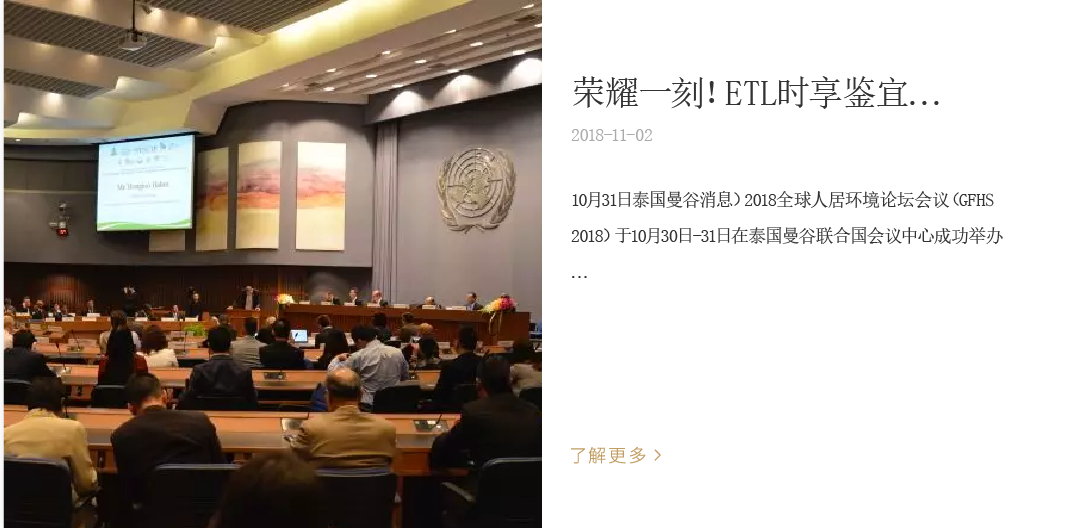 荣耀一刻! ETL时享鉴宜...
2018-11-02
10月31日泰国曼谷消息) 2018全球人居环境论坛会议 (GFHS
2018) 于10月30日-31日在泰国曼谷联合国会议中心成功举办
...
了解更多 >